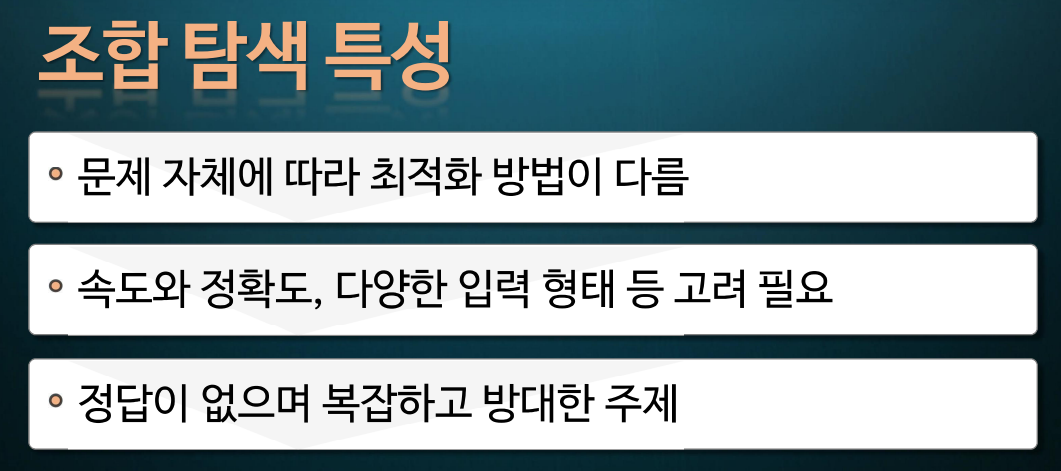 조합 탐색 특성
문제 자체에 따라 최적화 방법이 다름
속도와 정확도, 다양한 입력 형태 등 고려 필요
정답이 없으며 복잡하고 방대한 주제